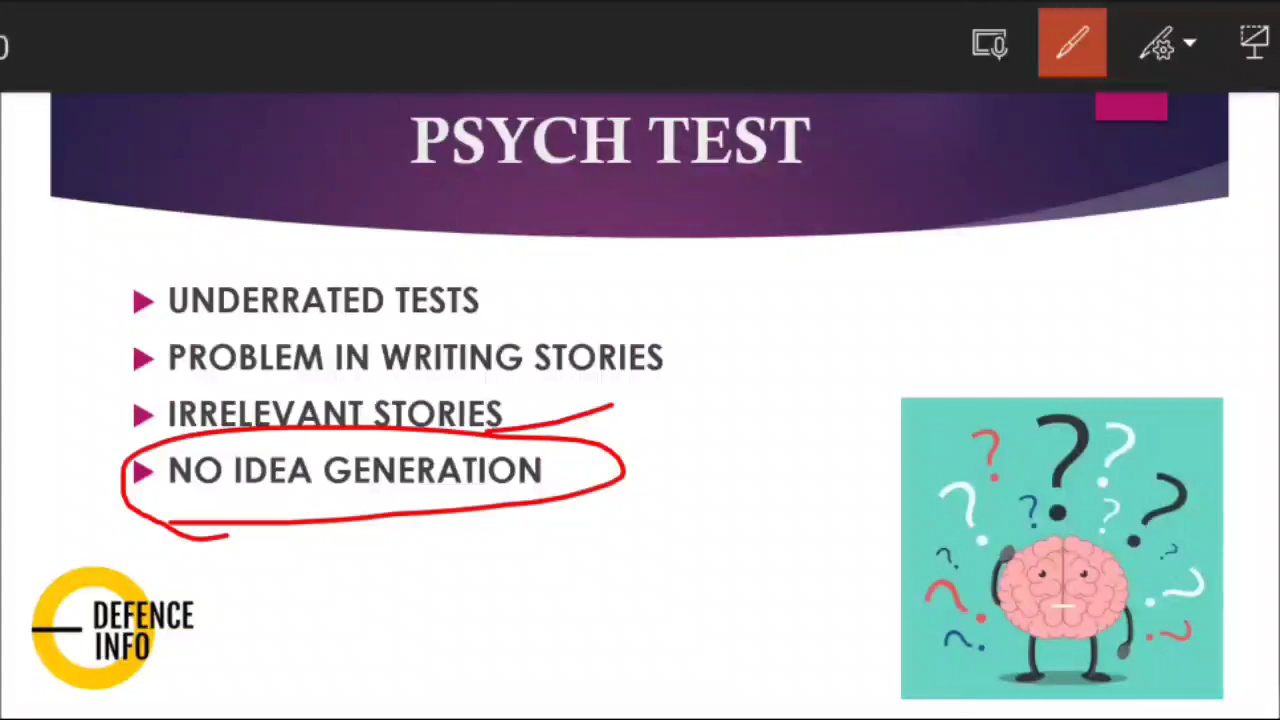 PSYCH TEST
UNDERRATED TESTS
PROBLEM IN WRITING STORIES
IRRELEVANT STORIES
NO IDEA GENERATION
DEFENCE
INFO